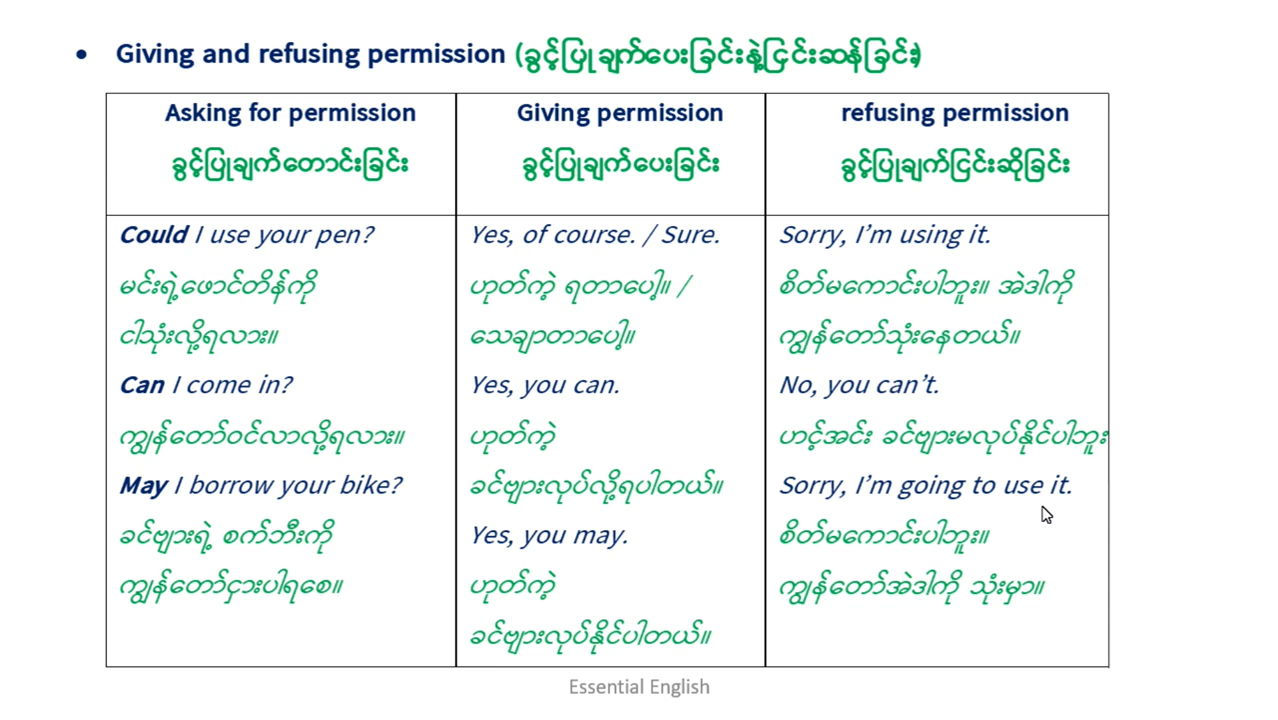 • Giving and refusing permission (ခွင့်ပြုချက်ပေးခြင်းနဲ့ငြင်းဆန်ခြင်း)
Asking for permission
ခွင့်ပြုချက်တောင်းခြင်း
Giving permission
ခွင့်ပြုချက်ပေးခြင်း
refusing permission
ခွင့်ပြုချက်ငြင်းဆိုခြင်း
Could I use your pen?
မင်းရဲ့ဖောင်တိန်ကို
ငါသုံးလို့ရလား။
Can I come in?
ကျွန်တော်ဝင်လာလို့ရလား။
May I borrow your bike?
ခင်ဗျားရဲ့ စက်ဘီးကို
ကျွန်တော်ငှားပါရစေ။
Yes, of course. / Sure.
ဟုတ်ကဲ့ ရတာပေါ့။ /
သေချာတာပေါ့။
Yes, you can.
ဟုတ်ကဲ့
ခင်ဗျားလုပ်လို့ရပါတယ်။
Yes, you may.
ဟုတ်ကဲ့
ခင်ဗျားလုပ်နိုင်ပါတယ်။
Sorry, I’m using it.
စိတ်မကောင်းပါဘူး။ အဲဒါကို
ကျွန်တော်သုံးနေတယ်။
No, you can’t.
ဟင့်အင်း ခင်ဗျားမလုပ်နိုင်ပါဘူး
Sorry, I’m going to use it.
စိတ်မကောင်းပါဘူး။
ကျွန်တော်အဲဒါကို သုံးမှာ။
Essential English